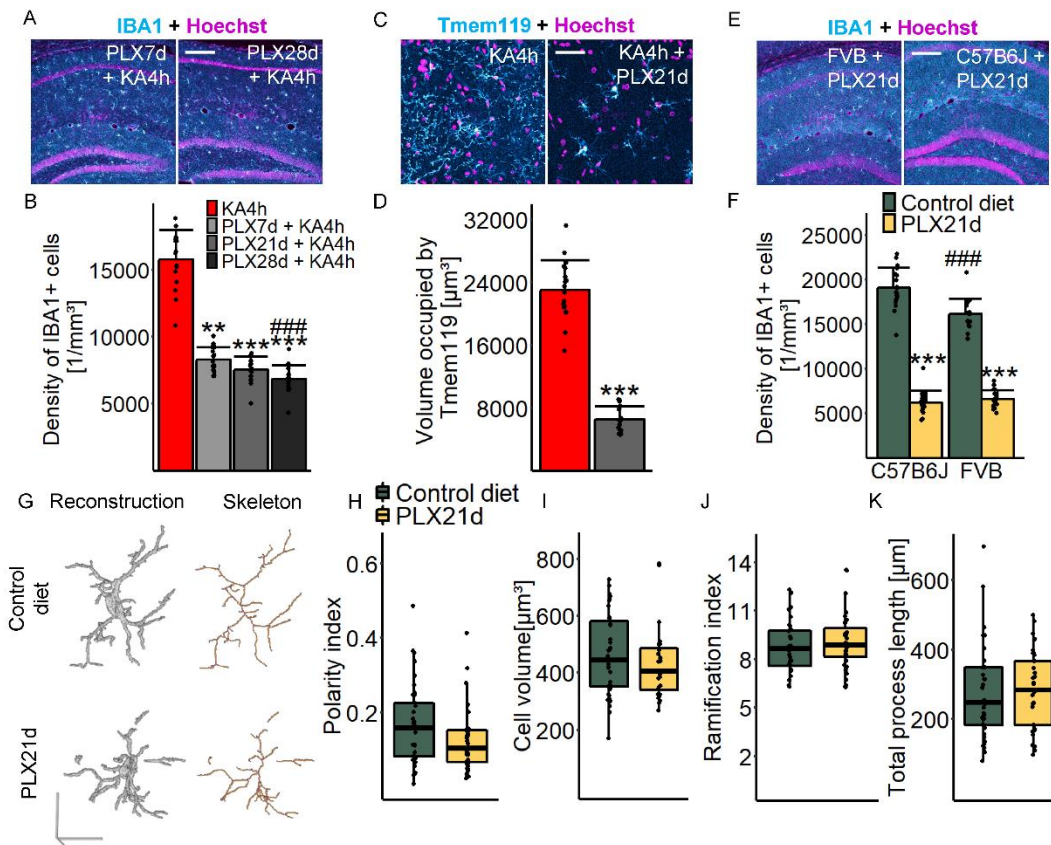 A
IBA1 + Hoechst
PLX7d + KA4h
PLX28d + KA4h
B
Density of IBA1+ cells [1/mm³]
15000
10000
5000
KA4h
PLX7d + KA4h
PLX21d + KA4h
PLX28d + KA4h
**
***
###
***
C
Tmem119 + Hoechst
KA4h
KA4h + PLX21d
D
Volume occupied by Tmem119 [µm³]
32000
24000
16000
8000
***
E
IBA1 + Hoechst
FVB + PLX21d
C57B6J + PLX21d
F
Control diet
PLX21d
Density of IBA1+ cells [1/mm³]
25000
20000
15000
10000
5000
***
###
***
C57B6J
FVB
G
Reconstruction
Skeleton
Control diet
PLX21d
H
Control diet
PLX21d
Polarity index
0.6
0.4
0.2
I
Cell volume[µm³]
800
600
400
200
J
Ramification index
14
11
8
5
2
K
Total process length [µm]
600
400
200